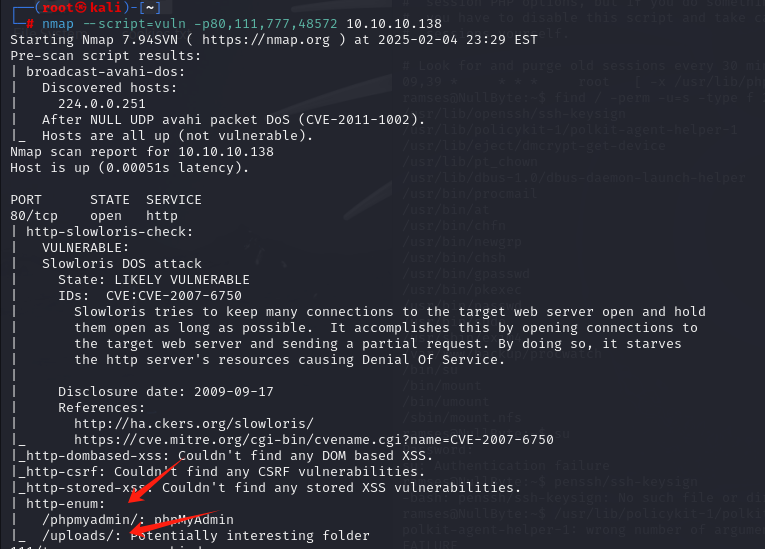 (root㉿kali)-[~]
# nmap --script=vuln -p80,111,777,48572 10.10.10.138
Starting Nmap 7.94SVN ( https://nmap.org ) at 2025-02-04 23:29 EST
Pre-scan script results:
| broadcast-avahi-dos:
|   Discovered hosts:
|     224.0.0.251
|   After NULL UDP avahi packet DoS (CVE-2011-1002).
|_  Hosts are all up (not vulnerable).
Nmap scan report for 10.10.10.138
Host is up (0.00051s latency).
PORT      STATE  SERVICE
80/tcp    open   http
| http-slowloris-check:
|   VULNERABLE:
|   Slowloris DOS attack
|     State: LIKELY VULNERABLE
|     IDs:  CVE:CVE-2007-6750
|       Slowloris tries to keep many connections to the target web server open and hold
|       them open as long as possible.  It accomplishes this by opening connections to
|       the target web server and sending a partial request. By doing so, it starves
|       the http server's resources causing Denial Of Service.
|
|     Disclosure date: 2009-09-17
|     References:
|       http://ha.ckers.org/slowloris/
|_      https://cve.mitre.org/cgi-bin/cvename.cgi?name=CVE-2007-6750
|_http-dombased-xss: Couldn't find any DOM based XSS.
|_http-csrf: Couldn't find any CSRF vulnerabilities.
|_http-stored-xss: Couldn't find any stored XSS vulnerabilities.
| http-enum:
|   /phpmyadmin/: phpMyAdmin
|_  /uploads/: Potentially interesting folder